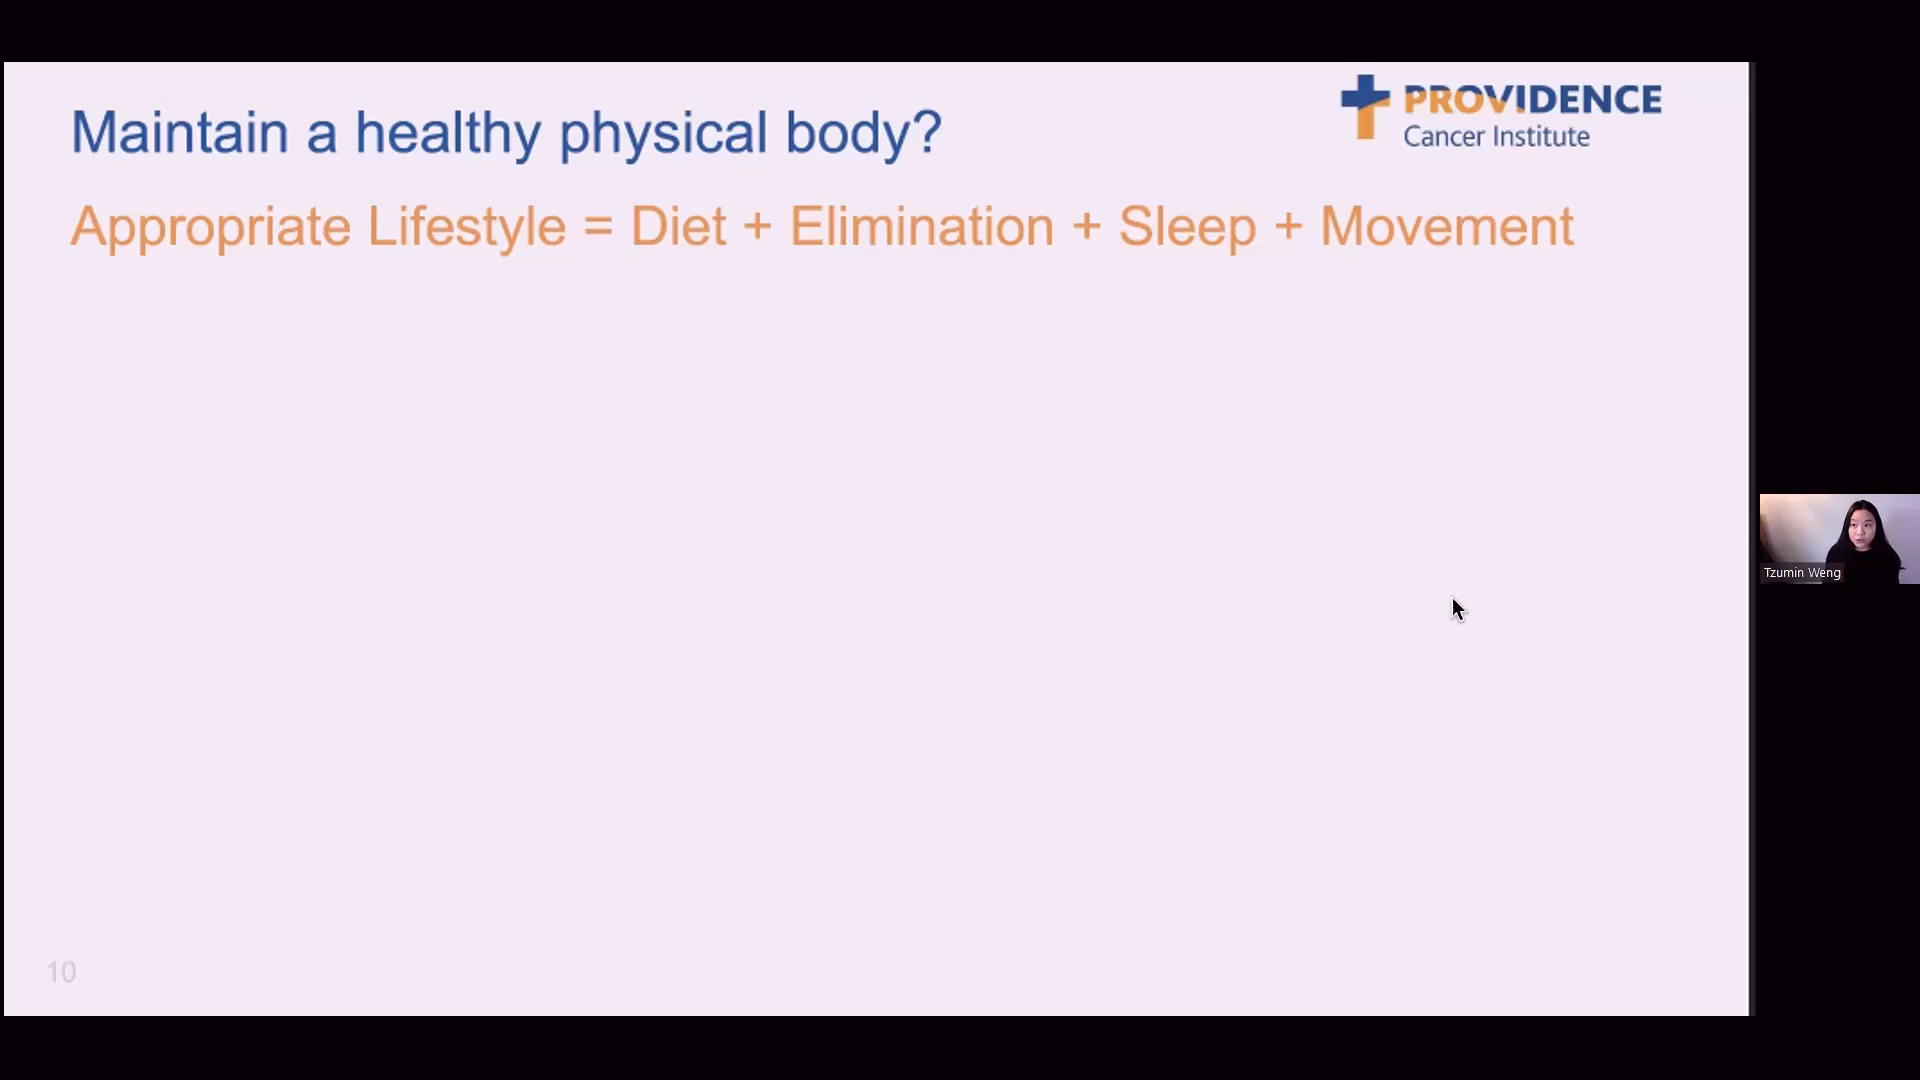 Maintain a healthy physical body?
PROVIDENCE
Cancer Institute
Appropriate Lifestyle = Diet + Elimination + Sleep + Movement
Tzumin Weng
10